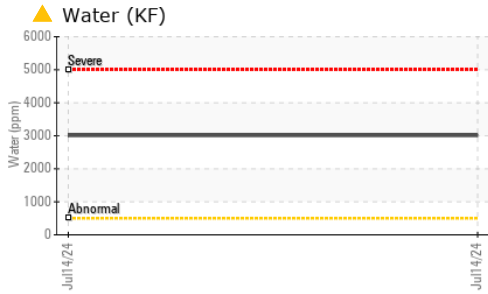 Water (KF)
6000
Severe
5000
4000
Water (ppm)
3000
2000
1000
Abnormal
0
Jul14/24
Jul14/24